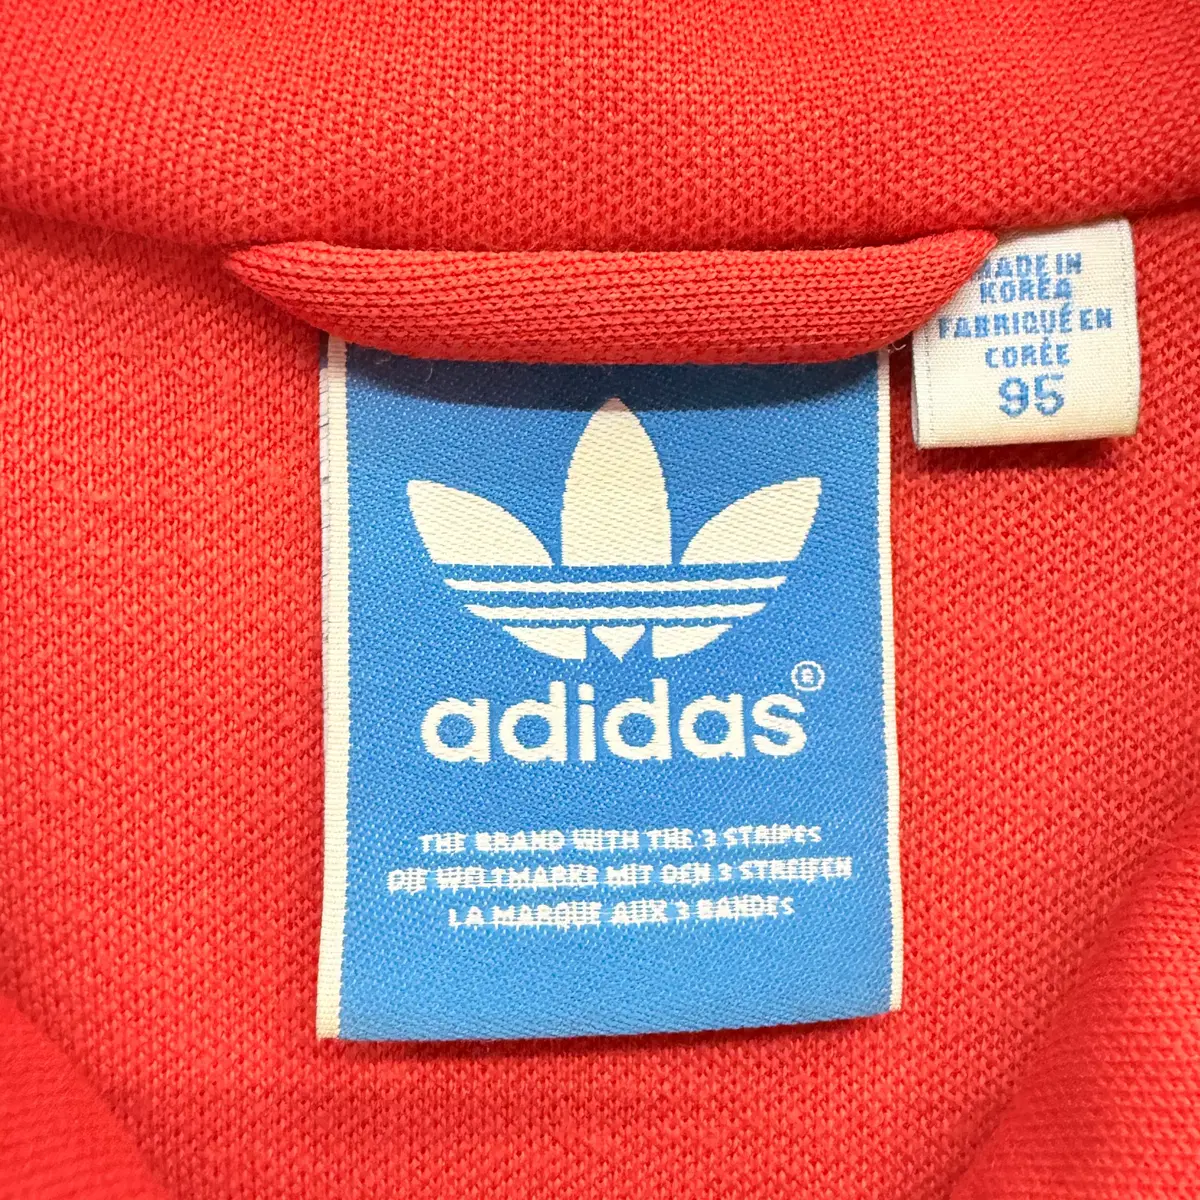 MADE IN
KOREA
FABRIQUÉ EN
CORÉE
95
adidas®
THE BRAND WITH THE 3 STRIPES
DIE WELTMARKE MIT DEN 3 STREIFEN
LA MARQUE AUX 3 BANDES